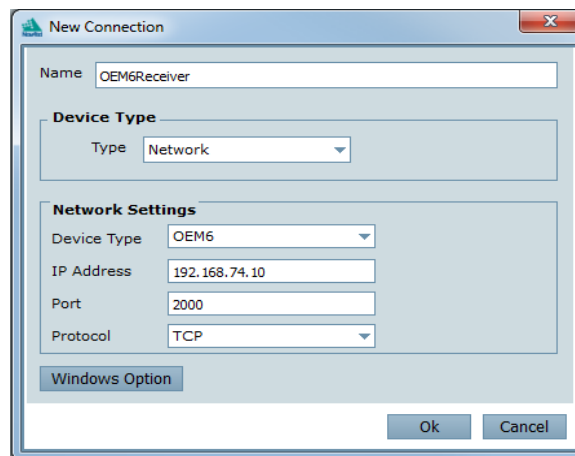 New Connection
Name OEM6Receiver
Device Type
Type Network
Network Settings
Device Type OEM6
IP Address 192.168.74.10
Port 2000
Protocol TCP
Windows Option
Ok Cancel